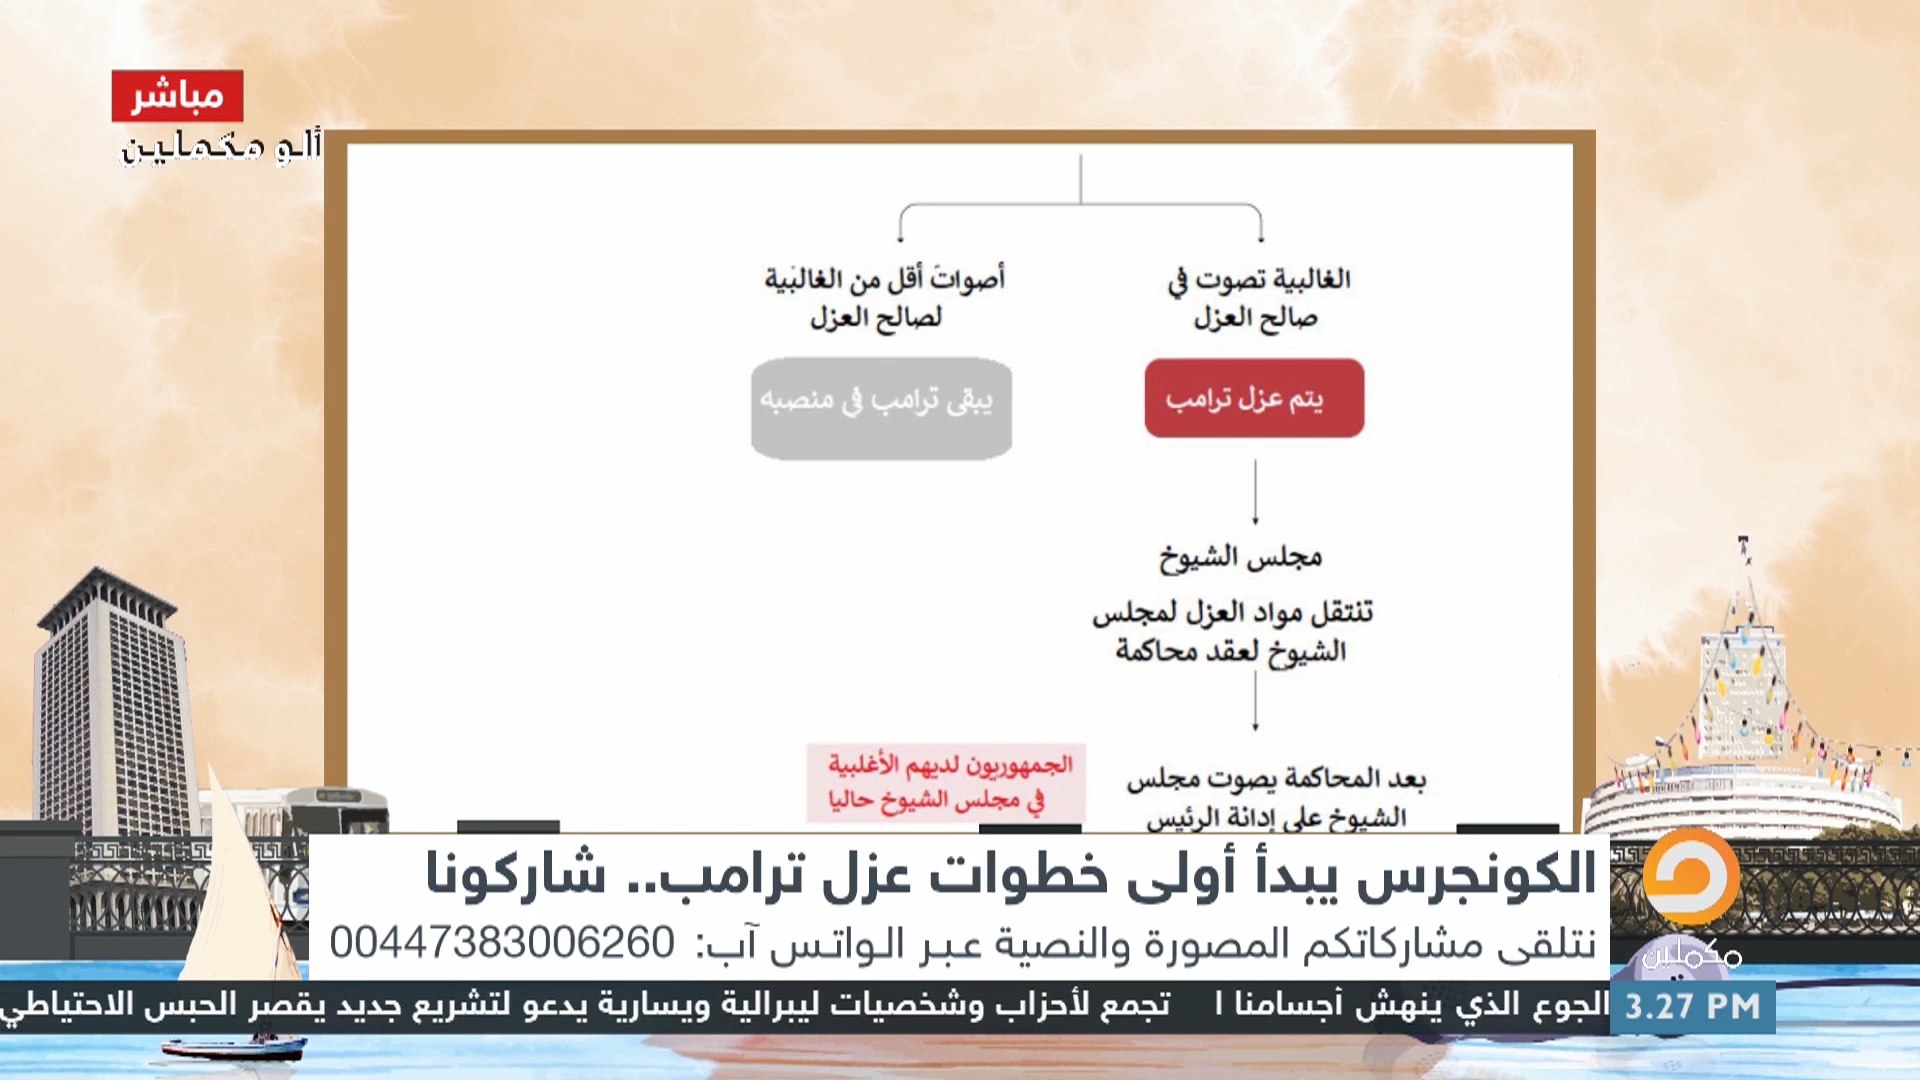 مباشر
ألو مكملين
الغالبية تصوت في
صالح العزل
أصوات أقل من الغالبية
لصالح العزل
يتم عزل ترامب
يبقى ترامب في منصبه
مجلس الشيوخ
تنتقل مواد العزل لمجلس
الشيوخ لعقد محاكمة
بعد المحاكمة يصوت مجلس
الشيوخ على إدانة الرئيس
الجمهوريون لديهم الأغلبية
في مجلس الشيوخ حاليا
الكونجرس يبدأ أولى خطوات عزل ترامب.. شاركونا
نتلقى مشاركاتكم المصورة والنصية عبر الواتس آب: 00447383006260
مكملين
3.27 PM
الجوع الذي ينهش أجسامنا ا تجمع لأحزاب وشخصيات ليبرالية ويسارية يدعو لتشريع جديد يقصر الحبس الاحتياطي